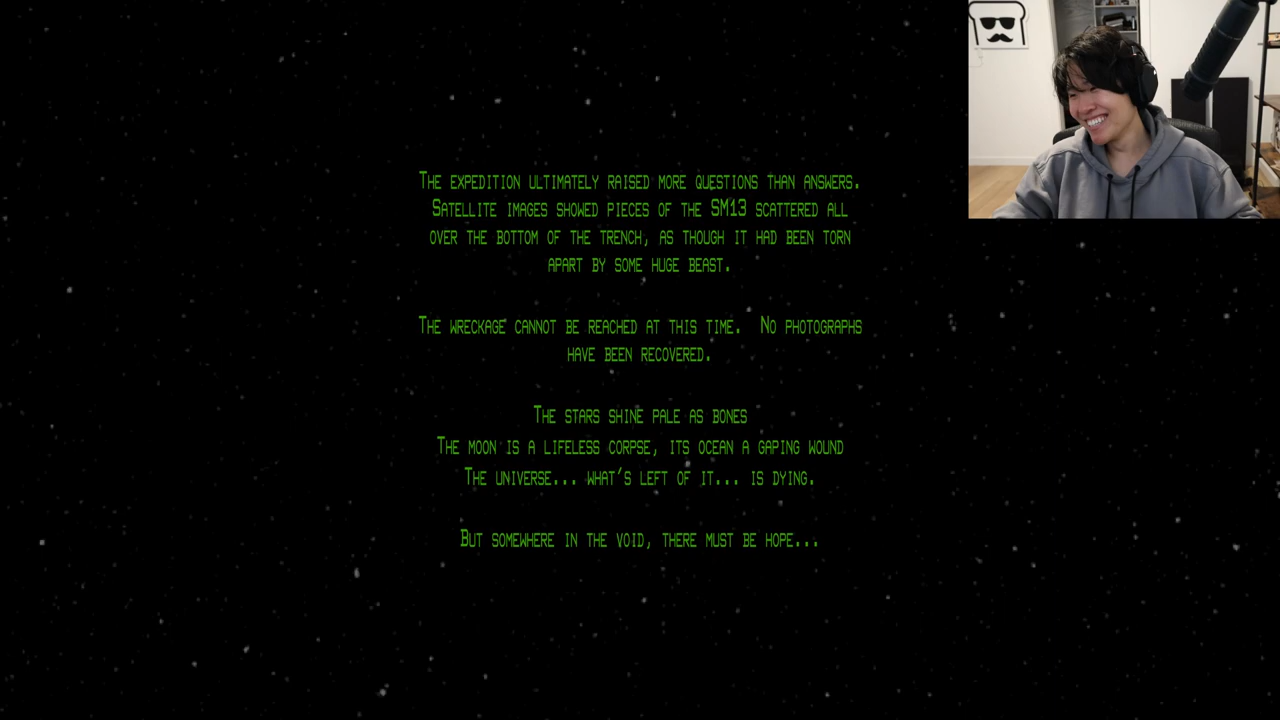 The expedition ultimately raised more questions than answers.
Satellite images showed pieces of the SM13 scattered all
over the bottom of the trench, as though it had been torn
apart by some huge beast.
The wreckage cannot be reached at this time.  No photographs
have been recovered.
The stars shine pale as bones
The moon is a lifeless corpse, its ocean a gaping wound
The universe... what's left of it... is dying.
But somewhere in the void, there must be hope...